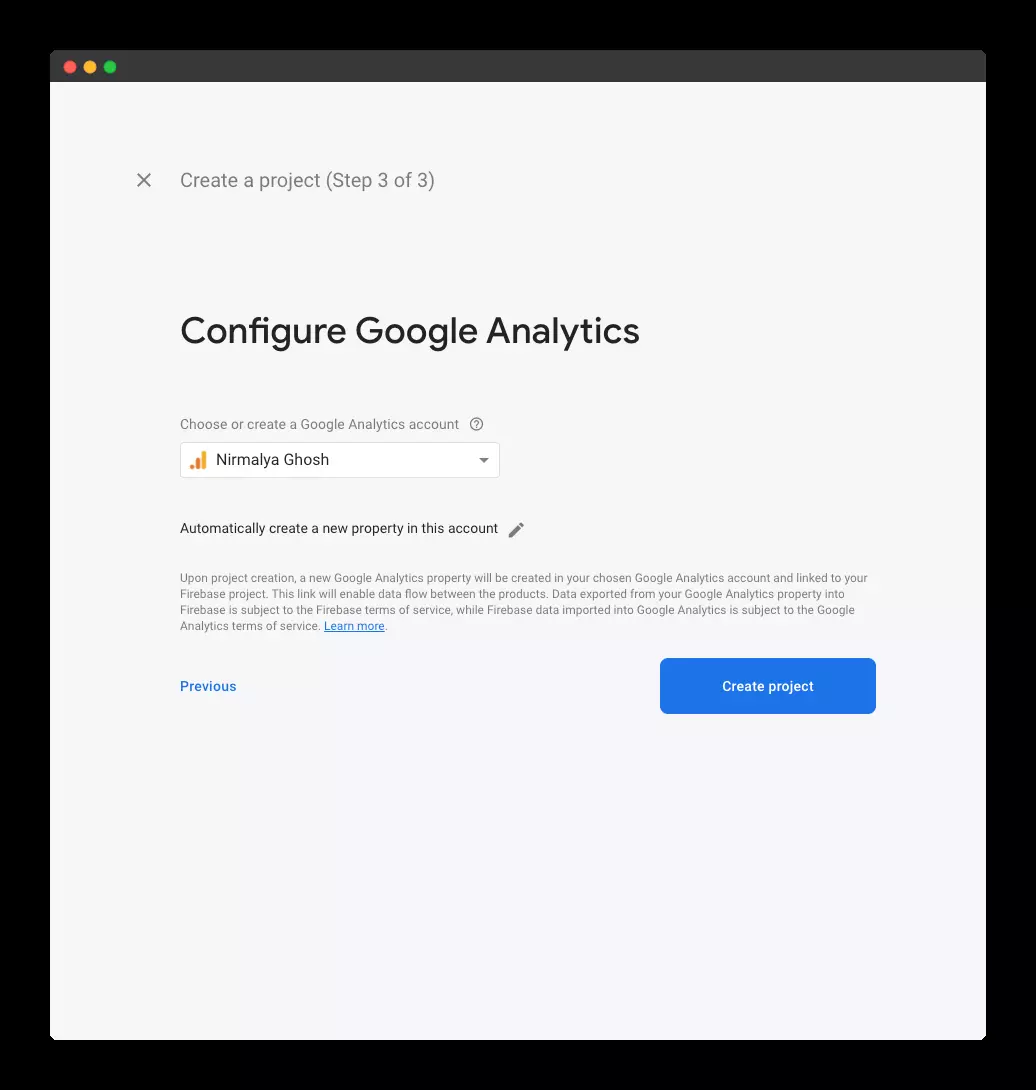 Create a project (Step 3 of 3)
Configure Google Analytics
Choose or create a Google Analytics account
Nirmalya Ghosh
Automatically create a new property in this account
Upon project creation, a new Google Analytics property will be created in your chosen Google Analytics account and linked to your
Firebase project. This link will enable data flow between the products. Data exported from your Google Analytics property into
Firebase is subject to the Firebase terms of service, while Firebase data imported into Google Analytics is subject to the Google
Analytics terms of service. Learn more.
Previous
Create project